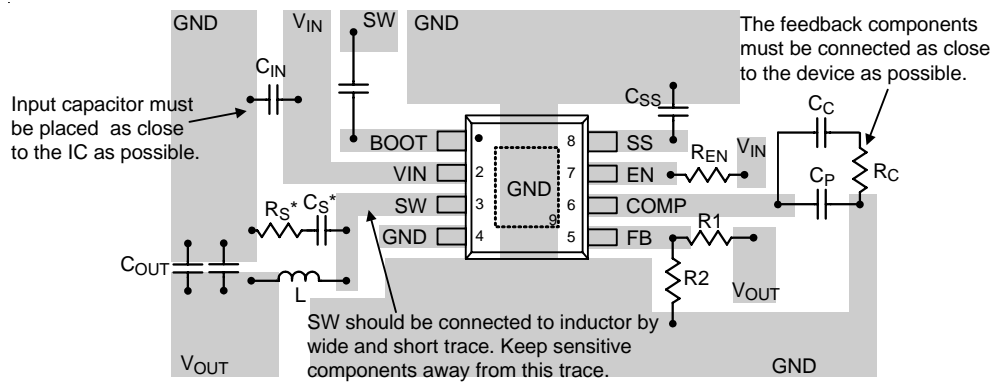 GND
VIN
SW
GND
The feedback components
must be connected as close
to the device as possible.
CIN
CSS
CC
Input capacitor must
be placed as close
to the IC as possible.
BOOT
8
SS
REN
VIN
RC
VIN
2
7
EN
CP
GND
SW
3
6
COMP
RS*
CS*
9
R1
GND
4
5
FB
COUT
R2
L
VOUT
SW should be connected to inductor by
wide and short trace. Keep sensitive
components away from this trace.
VOUT
GND